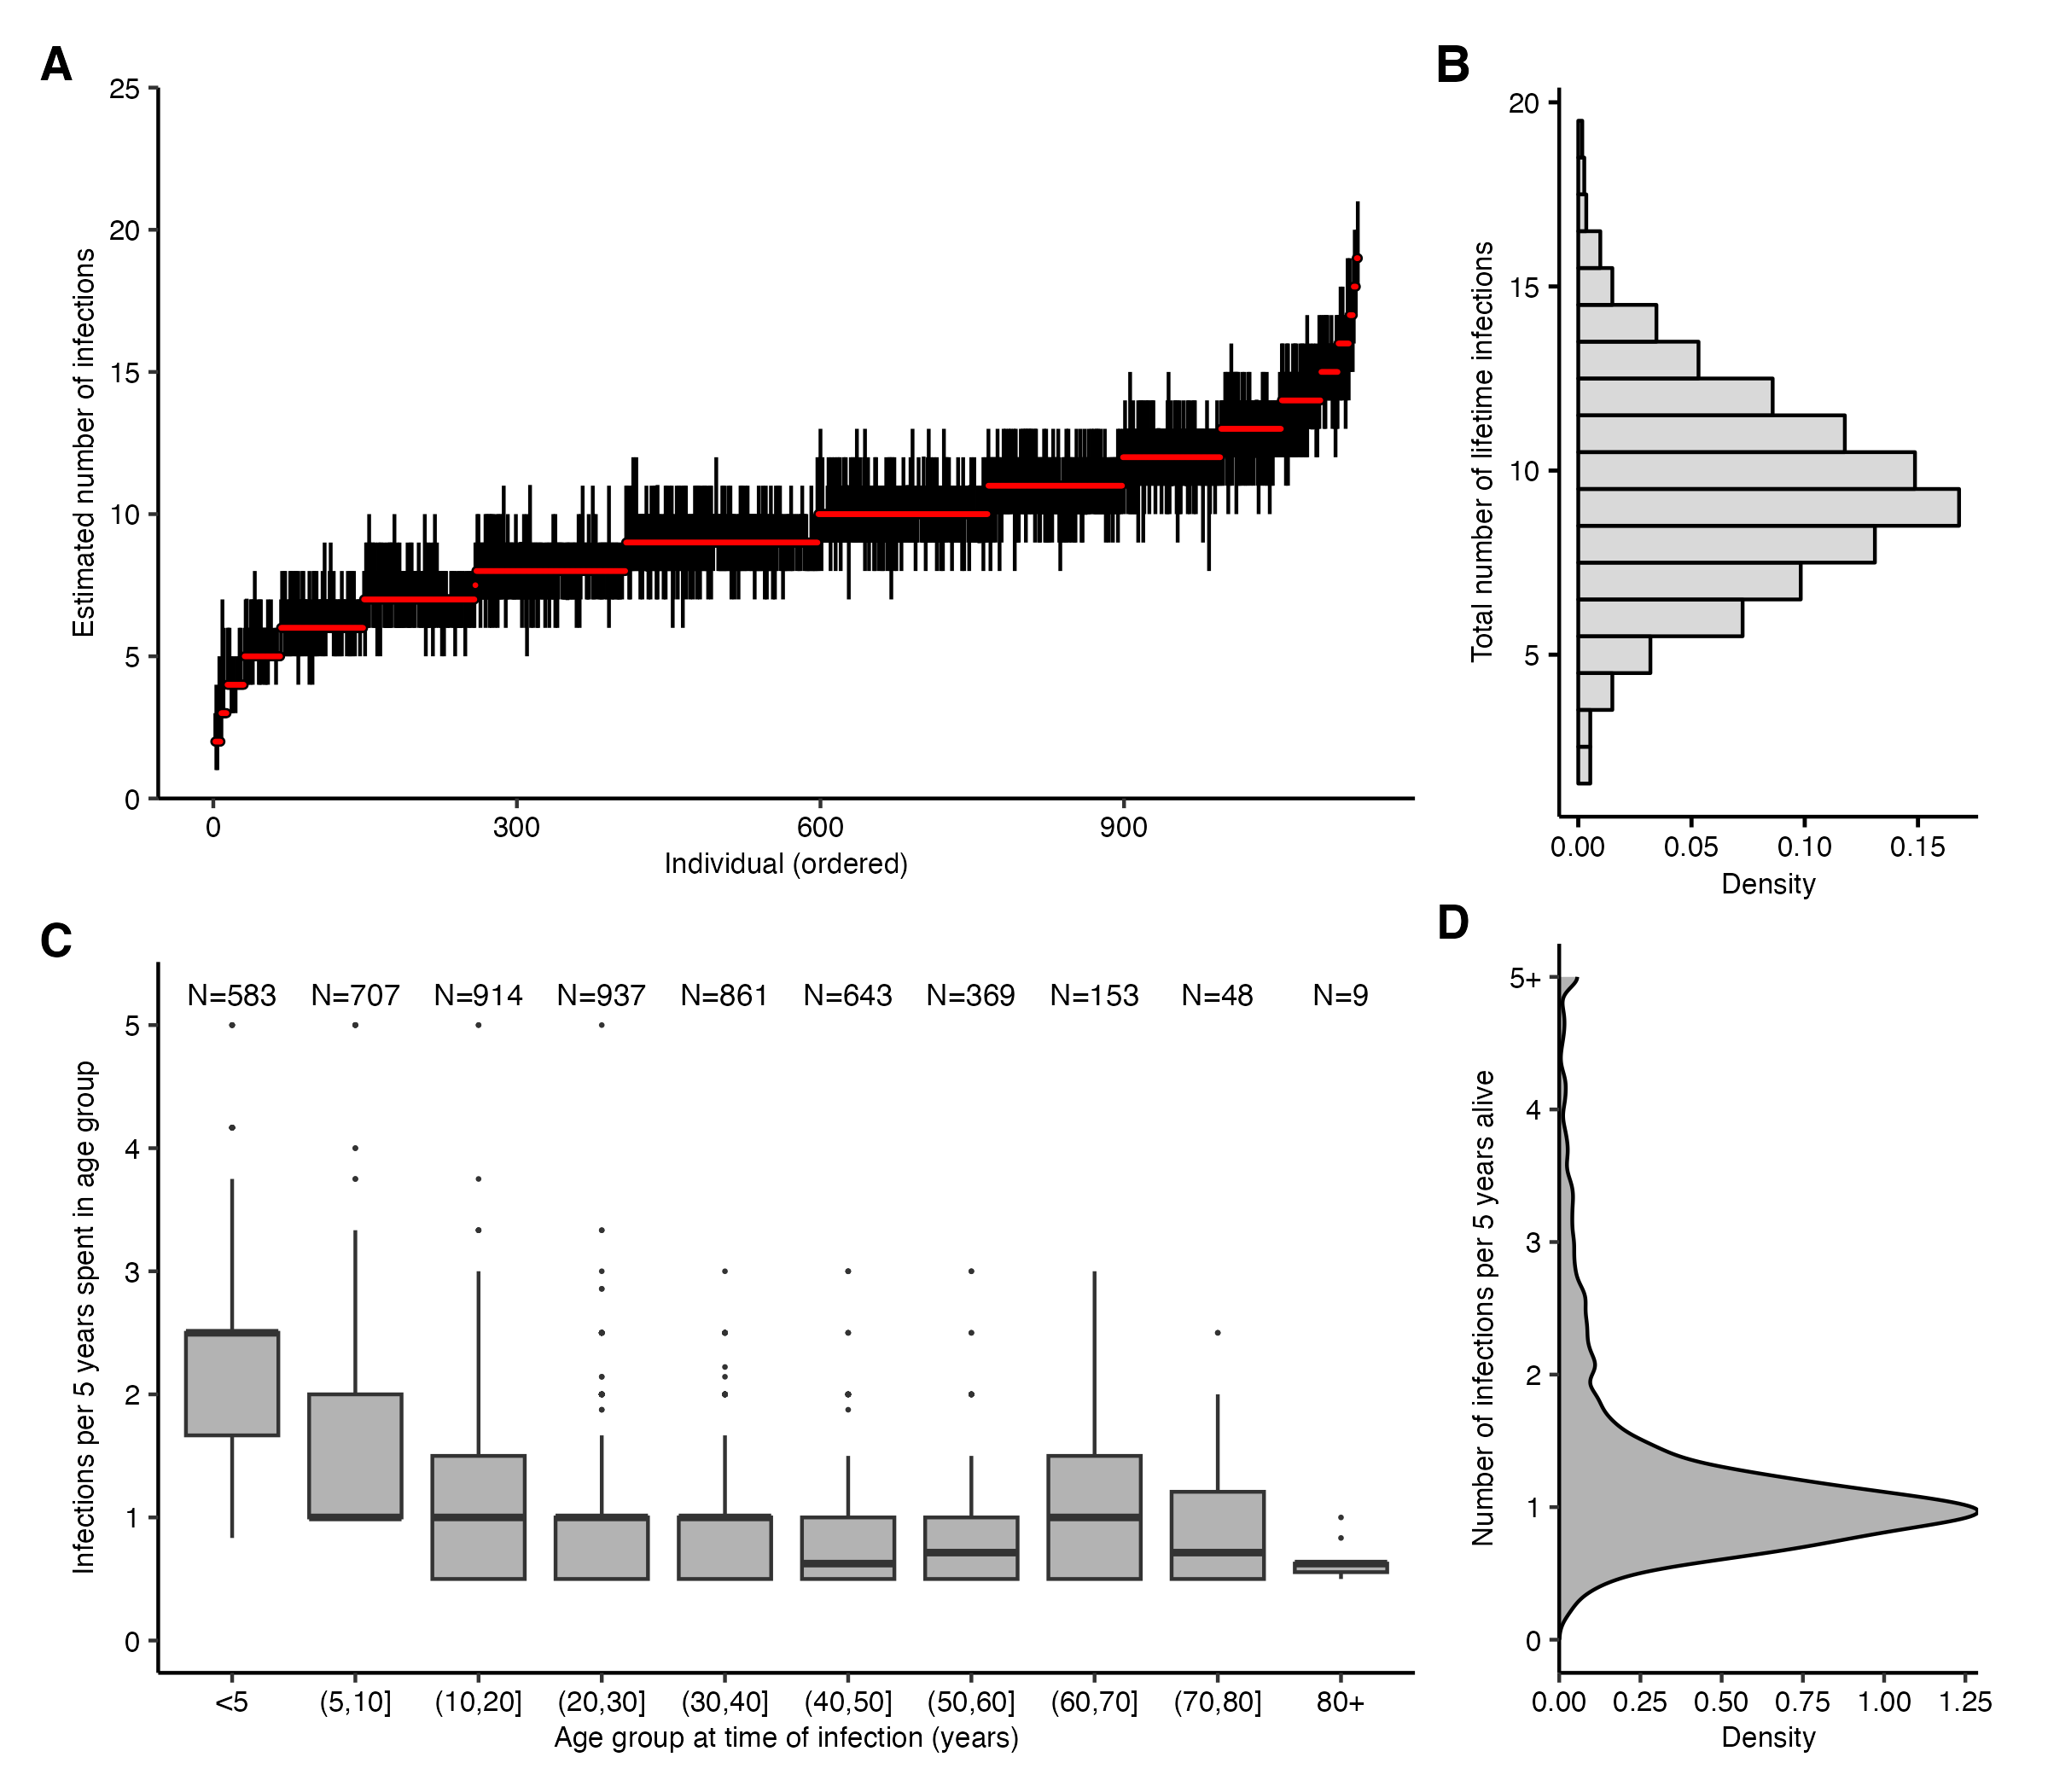 A
25
20
15
10
5
0
Estimated number of infections
0 300 600 900
Individual (ordered)
B
20
15
10
5
Total number of lifetime infections
0.00 0.05 0.10 0.15
Density
C
N=583 N=707 N=914 N=937 N=861 N=643 N=369 N=153 N=48 N=9
5
4
3
2
1
0
Infections per 5 years spent in age group
<5 (5,10] (10,20] (20,30] (30,40] (40,50] (50,60] (60,70] (70,80] 80+
Age group at time of infection (years)
D
5+
4
3
2
1
0
Number of infections per 5 years alive
0.00 0.25 0.50 0.75 1.00 1.25
Density